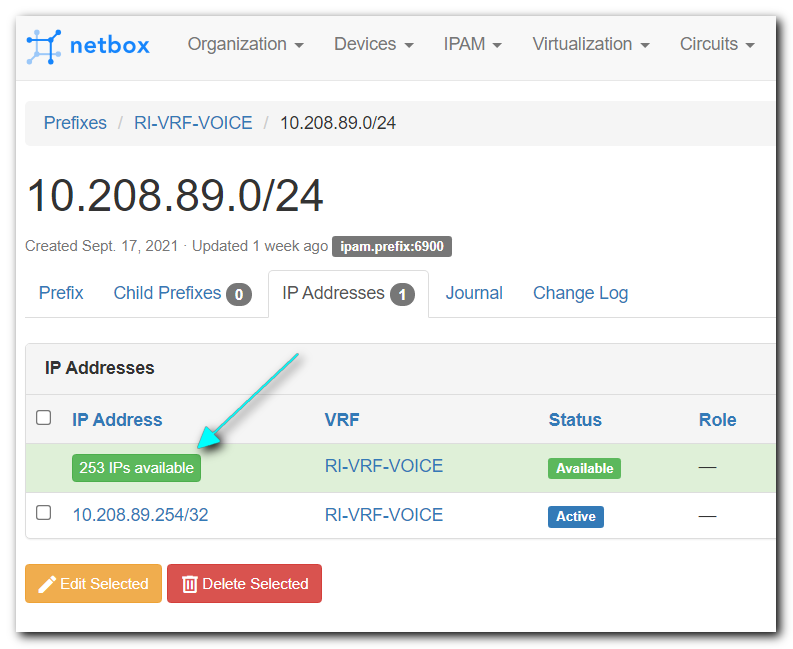 netbox Organization Devices IPAM Virtualization Circuits
Prefixes / RI-VRF-VOICE / 10.208.89.0/24
10.208.89.0/24
Created Sept. 17, 2021 · Updated 1 week ago ipam.prefix:6900
Prefix Child Prefixes 0 IP Addresses 1 Journal Change Log
IP Addresses
IP Address VRF Status Role
253 IPs available RI-VRF-VOICE Available —
10.208.89.254/32 RI-VRF-VOICE Active —
Edit Selected Delete Selected